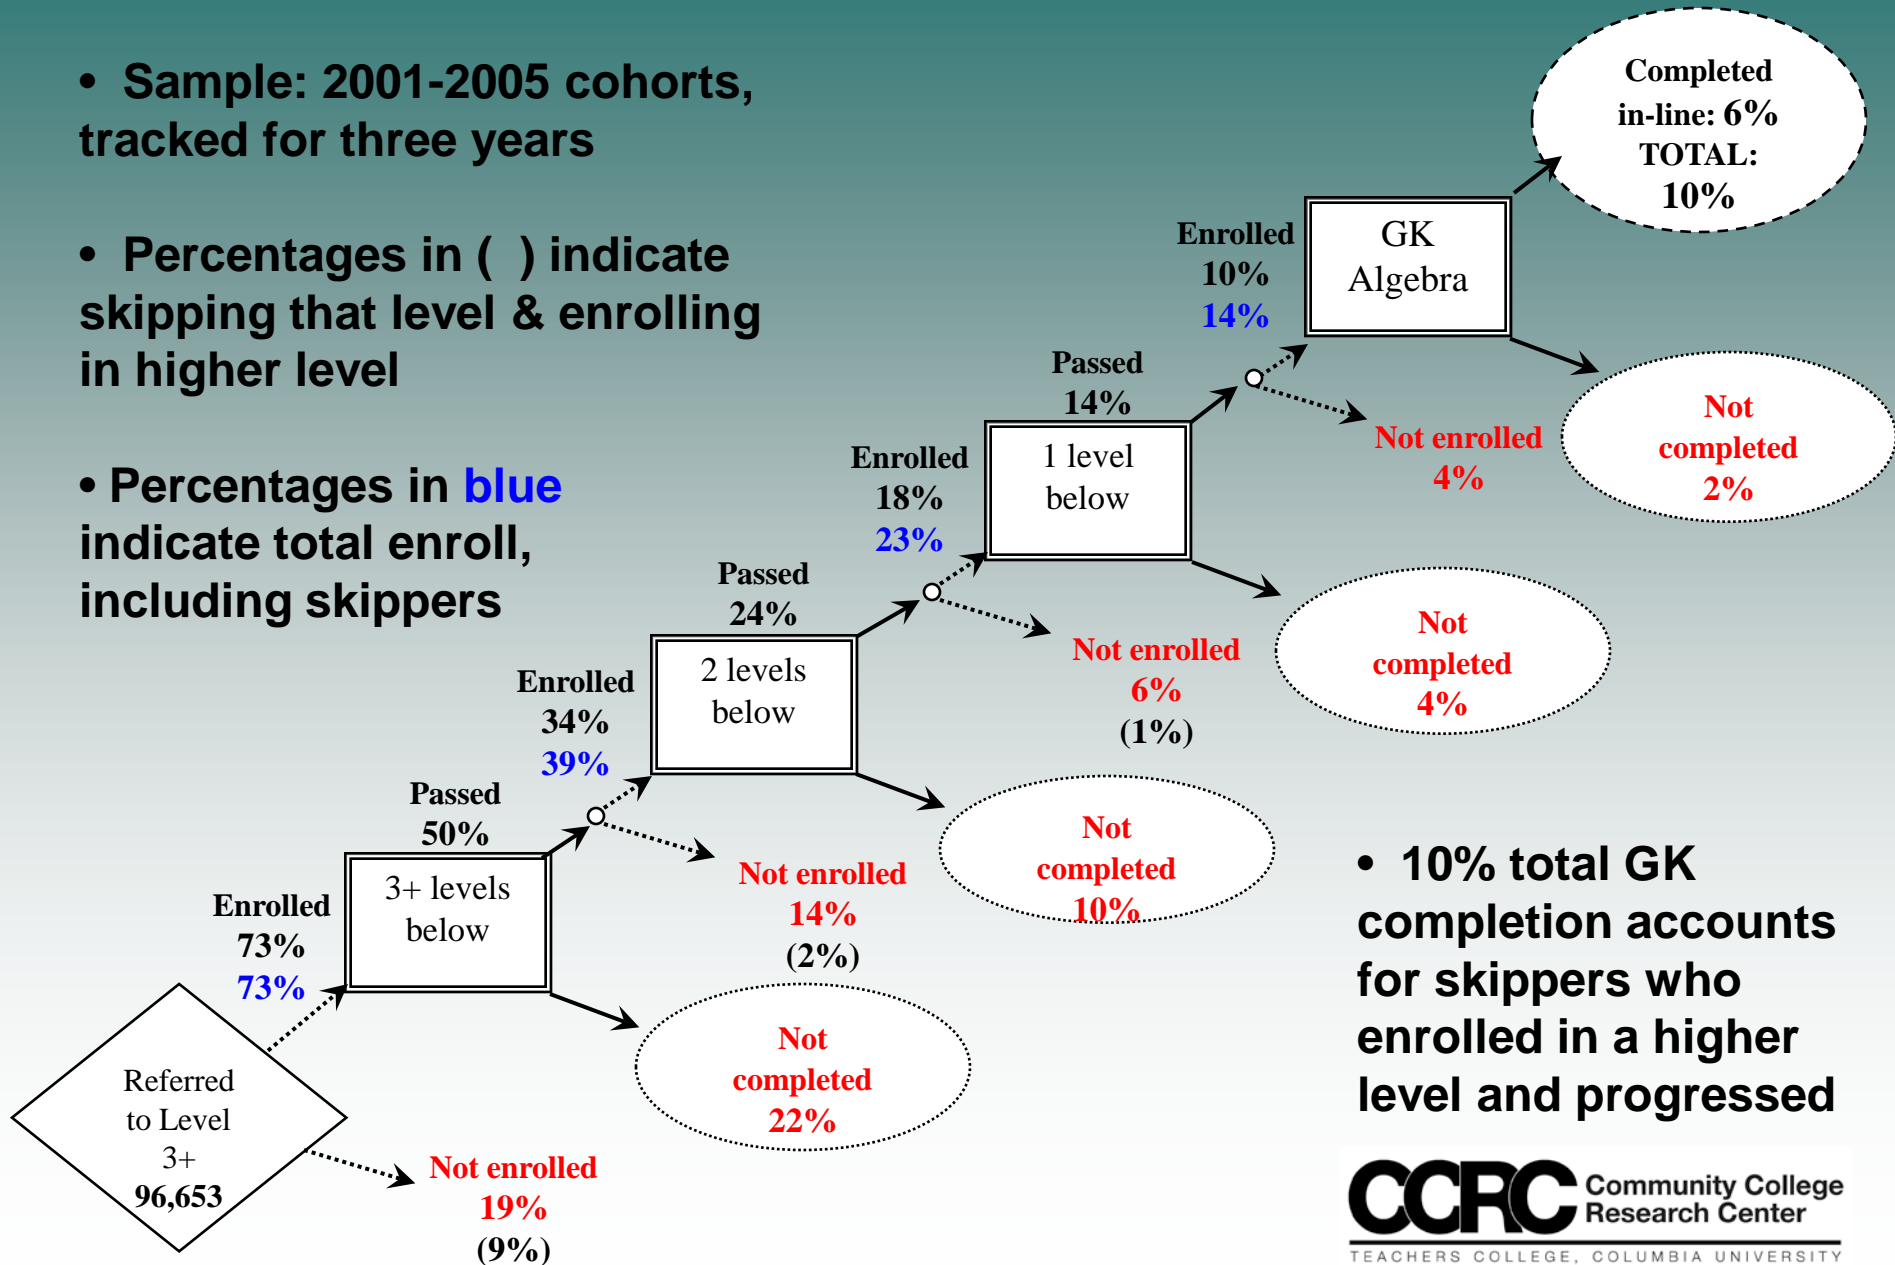 • Sample: 2001-2005 cohorts,
tracked for three years
• Percentages in ( ) indicate
skipping that level & enrolling
in higher level
• Percentages in blue
indicate total enroll,
including skippers
Completed
in-line: 6%
TOTAL:
10%
Enrolled
10%
14%
GK
Algebra
Not
completed
2%
Not enrolled
4%
Passed
14%
Enrolled
18%
23%
1 level
below
Not
completed
4%
Not enrolled
6%
(1%)
Passed
24%
Enrolled
34%
39%
2 levels
below
Not
completed
10%
Not enrolled
14%
(2%)
Passed
50%
Enrolled
73%
73%
3+ levels
below
Not
completed
22%
Referred
to Level
3+
96,653
Not enrolled
19%
(9%)
• 10% total GK
completion accounts
for skippers who
enrolled in a higher
level and progressed
CCRC Community College
Research Center
TEACHERS COLLEGE, COLUMBIA UNIVERSITY